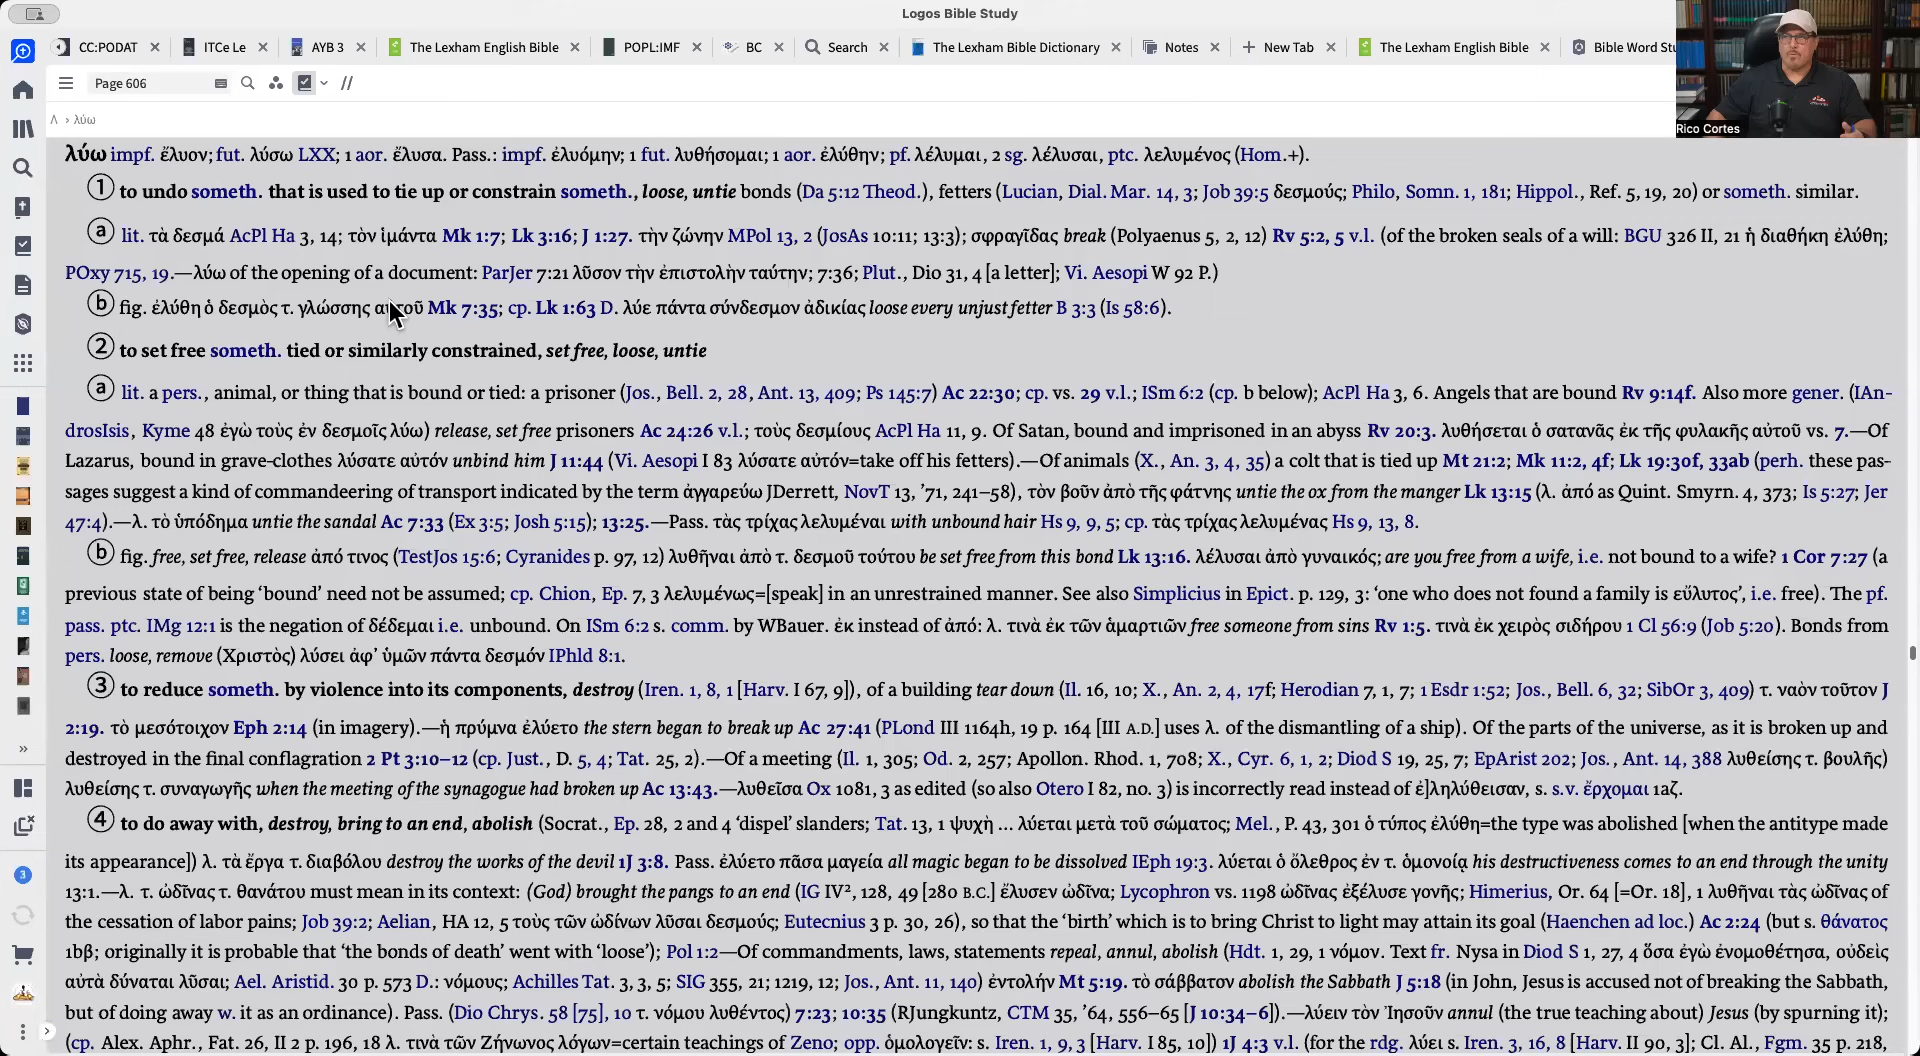 Logos Bible Study
CC:PODAT
ITCe Le
AYB 3
The Lexham English Bible
POPL:IMF
BC
Search
The Lexham Bible Dictionary
Notes
New Tab
The Lexham English Bible
Bible Word Stu
Page 606
Rico Cortes
Λ › λύω
λύω impf. ἔλυον; fut. λύσω LXX; 1 aor. ἔλυσα. Pass.: impf. ἐλυόμην; 1 fut. λυθήσομαι; 1 aor. ἐλύθην; pf. λέλυμαι, 2 sg. λέλυσαι, ptc. λελυμένος (Hom.+).
① to undo someth. that is used to tie up or constrain someth., loose, untie bonds (Da 5:12 Theod.), fetters (Lucian, Dial. Mar. 14, 3; Job 39:5 δεσμούς; Philo, Somn. 1, 181; Hippol., Ref. 5, 19, 20) or someth. similar.
ⓐ lit. τὰ δεσμά AcPl Ha 3, 14; τὸν ἱμάντα Mk 1:7; Lk 3:16; J 1:27. τὴν ζώνην MPol 13, 2 (JosAs 10:11; 13:3); σφραγῖδας break (Polyaenus 5, 2, 12) Rv 5:2, 5 v.l. (of the broken seals of a will: BGU 326 II, 21 ἡ διαθήκη ἐλύθη;
POxy 715, 19.—λύω of the opening of a document: ParJer 7:21 λῦσον τὴν ἐπιστολὴν ταύτην; 7:36; Plut., Dio 31, 4 [a letter]; Vi. Aesopi W 92 P.)
ⓑ fig. ἐλύθη ὁ δεσμὸς τ. γλώσσης αὐτοῦ Mk 7:35; cp. Lk 1:63 D. λύε πάντα σύνδεσμον ἀδικίας loose every unjust fetter B 3:3 (Is 58:6).
② to set free someth. tied or similarly constrained, set free, loose, untie
ⓐ lit. a pers., animal, or thing that is bound or tied: a prisoner (Jos., Bell. 2, 28, Ant. 13, 409; Ps 145:7) Ac 22:30; cp. vs. 29 v.l.; ISm 6:2 (cp. b below); AcPl Ha 3, 6. Angels that are bound Rv 9:14f. Also more gener. (IAn-
drosIsis, Kyme 48 ἐγὼ τοὺς ἐν δεσμοῖς λύω) release, set free prisoners Ac 24:26 v.l.; τοὺς δεσμίους AcPl Ha 11, 9. Of Satan, bound and imprisoned in an abyss Rv 20:3. λυθήσεται ὁ σατανᾶς ἐκ τῆς φυλακῆς αὐτοῦ vs. 7.—Of
Lazarus, bound in grave-clothes λύσατε αὐτόν unbind him J 11:44 (Vi. Aesopi I 83 λύσατε αὐτόν=take off his fetters).—Of animals (X., An. 3, 4, 35) a colt that is tied up Mt 21:2; Mk 11:2, 4f; Lk 19:30f, 33ab (perh. these pas-
sages suggest a kind of commandeering of transport indicated by the term ἀγγαρεύω JDerrett, NovT 13, ’71, 241–58), τὸν βοῦν ἀπὸ τῆς φάτνης untie the ox from the manger Lk 13:15 (λ. ἀπό as Quint. Smyrn. 4, 373; Is 5:27; Jer
47:4).—λ. τὸ ὑπόδημα untie the sandal Ac 7:33 (Ex 3:5; Josh 5:15); 13:25.—Pass. τὰς τρίχας λελυμέναι with unbound hair Hs 9, 9, 5; cp. τὰς τρίχας λελυμένας Hs 9, 13, 8.
ⓑ fig. free, set free, release ἀπό τινος (TestJos 15:6; Cyranides p. 97, 12) λυθῆναι ἀπὸ τ. δεσμοῦ τούτου be set free from this bond Lk 13:16. λέλυσαι ἀπὸ γυναικός; are you free from a wife, i.e. not bound to a wife? 1 Cor 7:27 (a
previous state of being ‘bound’ need not be assumed; cp. Chion, Ep. 7, 3 λελυμένως=[speak] in an unrestrained manner. See also Simplicius in Epict. p. 129, 3: ‘one who does not found a family is εὔλυτος’, i.e. free). The pf.
pass. ptc. IMg 12:1 is the negation of δέδεμαι i.e. unbound. On ISm 6:2 s. comm. by WBauer. ἐκ instead of ἀπό: λ. τινὰ ἐκ τῶν ἁμαρτιῶν free someone from sins Rv 1:5. τινὰ ἐκ χειρὸς σιδήρου 1 Cl 56:9 (Job 5:20). Bonds from
pers. loose, remove (Χριστὸς) λύσει ἀφ’ ὑμῶν πάντα δεσμόν IPhld 8:1.
③ to reduce someth. by violence into its components, destroy (Iren. 1, 8, 1 [Harv. I 67, 9]), of a building tear down (Il. 16, 10; X., An. 2, 4, 17f; Herodian 7, 1, 7; 1 Esdr 1:52; Jos., Bell. 6, 32; SibOr 3, 409) τ. ναὸν τοῦτον J
2:19. τὸ μεσότοιχον Eph 2:14 (in imagery).—ἡ πρύμνα ἐλύετο the stern began to break up Ac 27:41 (PLond III 1164h, 19 p. 164 [III A.D.] uses λ. of the dismantling of a ship). Of the parts of the universe, as it is broken up and
destroyed in the final conflagration 2 Pt 3:10–12 (cp. Just., D. 5, 4; Tat. 25, 2).—Of a meeting (Il. 1, 305; Od. 2, 257; Apollon. Rhod. 1, 708; X., Cyr. 6, 1, 2; Diod S 19, 25, 7; EpArist 202; Jos., Ant. 14, 388 λυθείσης τ. βουλῆς)
λυθείσης τ. συναγωγῆς when the meeting of the synagogue had broken up Ac 13:43.—λυθεῖσα Ox 1081, 3 as edited (so also Otero I 82, no. 3) is incorrectly read instead of ἐ]ληλύθεισαν, s. s.v. ἔρχομαι 1aζ.
④ to do away with, destroy, bring to an end, abolish (Socrat., Ep. 28, 2 and 4 ‘dispel’ slanders; Tat. 13, 1 ψυχὴ … λύεται μετὰ τοῦ σώματος; Mel., P. 43, 301 ὁ τύπος ἐλύθη=the type was abolished [when the antitype made
its appearance]) λ. τὰ ἔργα τ. διαβόλου destroy the works of the devil 1J 3:8. Pass. ἐλύετο πᾶσα μαγεία all magic began to be dissolved IEph 19:3. λύεται ὁ ὄλεθρος ἐν τ. ὁμονοίᾳ his destructiveness comes to an end through the unity
13:1.—λ. τ. ὠδῖνας τ. θανάτου must mean in its context: (God) brought the pangs to an end (IG IV², 128, 49 [280 B.C.] ἔλυσεν ὠδῖνα; Lycophron vs. 1198 ὠδῖνας ἐξέλυσε γονῆς; Himerius, Or. 64 [=Or. 18], 1 λυθῆναι τὰς ὠδῖνας of
the cessation of labor pains; Job 39:2; Aelian, HA 12, 5 τοὺς τῶν ὠδίνων λῦσαι δεσμούς; Eutecnius 3 p. 30, 26), so that the ‘birth’ which is to bring Christ to light may attain its goal (Haenchen ad loc.) Ac 2:24 (but s. θάνατος
1bβ; originally it is probable that ‘the bonds of death’ went with ‘loose’); Pol 1:2—Of commandments, laws, statements repeal, annul, abolish (Hdt. 1, 29, 1 νόμον. Text fr. Nysa in Diod S 1, 27, 4 ὅσα ἐγὼ ἐνομοθέτησα, οὐδεὶς
αὐτὰ δύναται λῦσαι; Ael. Aristid. 30 p. 573 D.: νόμους; Achilles Tat. 3, 3, 5; SIG 355, 21; 1219, 12; Jos., Ant. 11, 140) ἐντολήν Mt 5:19. τὸ σάββατον abolish the Sabbath J 5:18 (in John, Jesus is accused not of breaking the Sabbath,
but of doing away w. it as an ordinance). Pass. (Dio Chrys. 58 [75], 10 τ. νόμου λυθέντος) 7:23; 10:35 (RJungkuntz, CTM 35, ’64, 556–65 [J 10:34–6]).—λύειν τὸν Ἰησοῦν annul (the true teaching about) Jesus (by spurning it);
(cp. Alex. Aphr., Fat. 26, II 2 p. 196, 18 λ. τινα τῶν Ζήνωνος λόγων=certain teachings of Zeno; opp. ὁμολογεῖν: s. Iren. 1, 9, 3 [Harv. I 85, 10]) 1J 4:3 v.l. (for the rdg. λύει s. Iren. 3, 16, 8 [Harv. II 90, 3]; Cl. Al., Fgm. 35 p. 218,
3